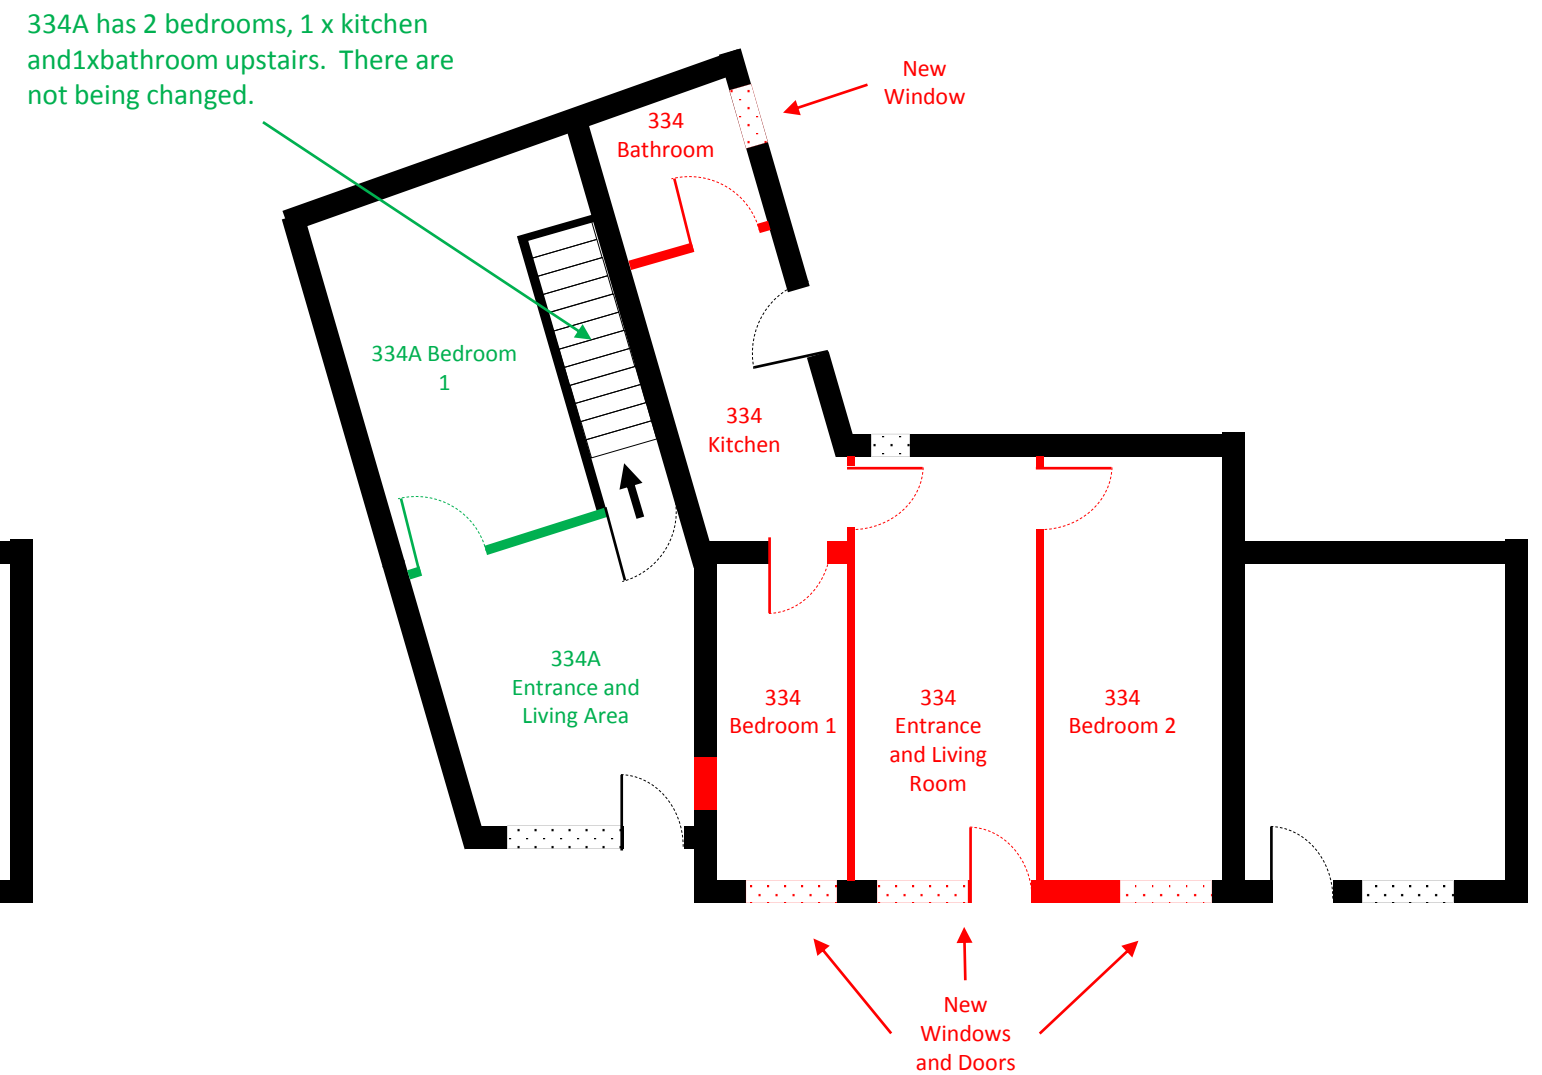 334A has 2 bedrooms, 1 x kitchen
and1xbathroom upstairs. There are
not being changed.
New
Window
334
Bathroom
334A Bedroom
1
334
Kitchen
334A
Entrance and
Living Area
334
Bedroom 1
334
Entrance
and Living
Room
334
Bedroom 2
New
Windows
and Doors